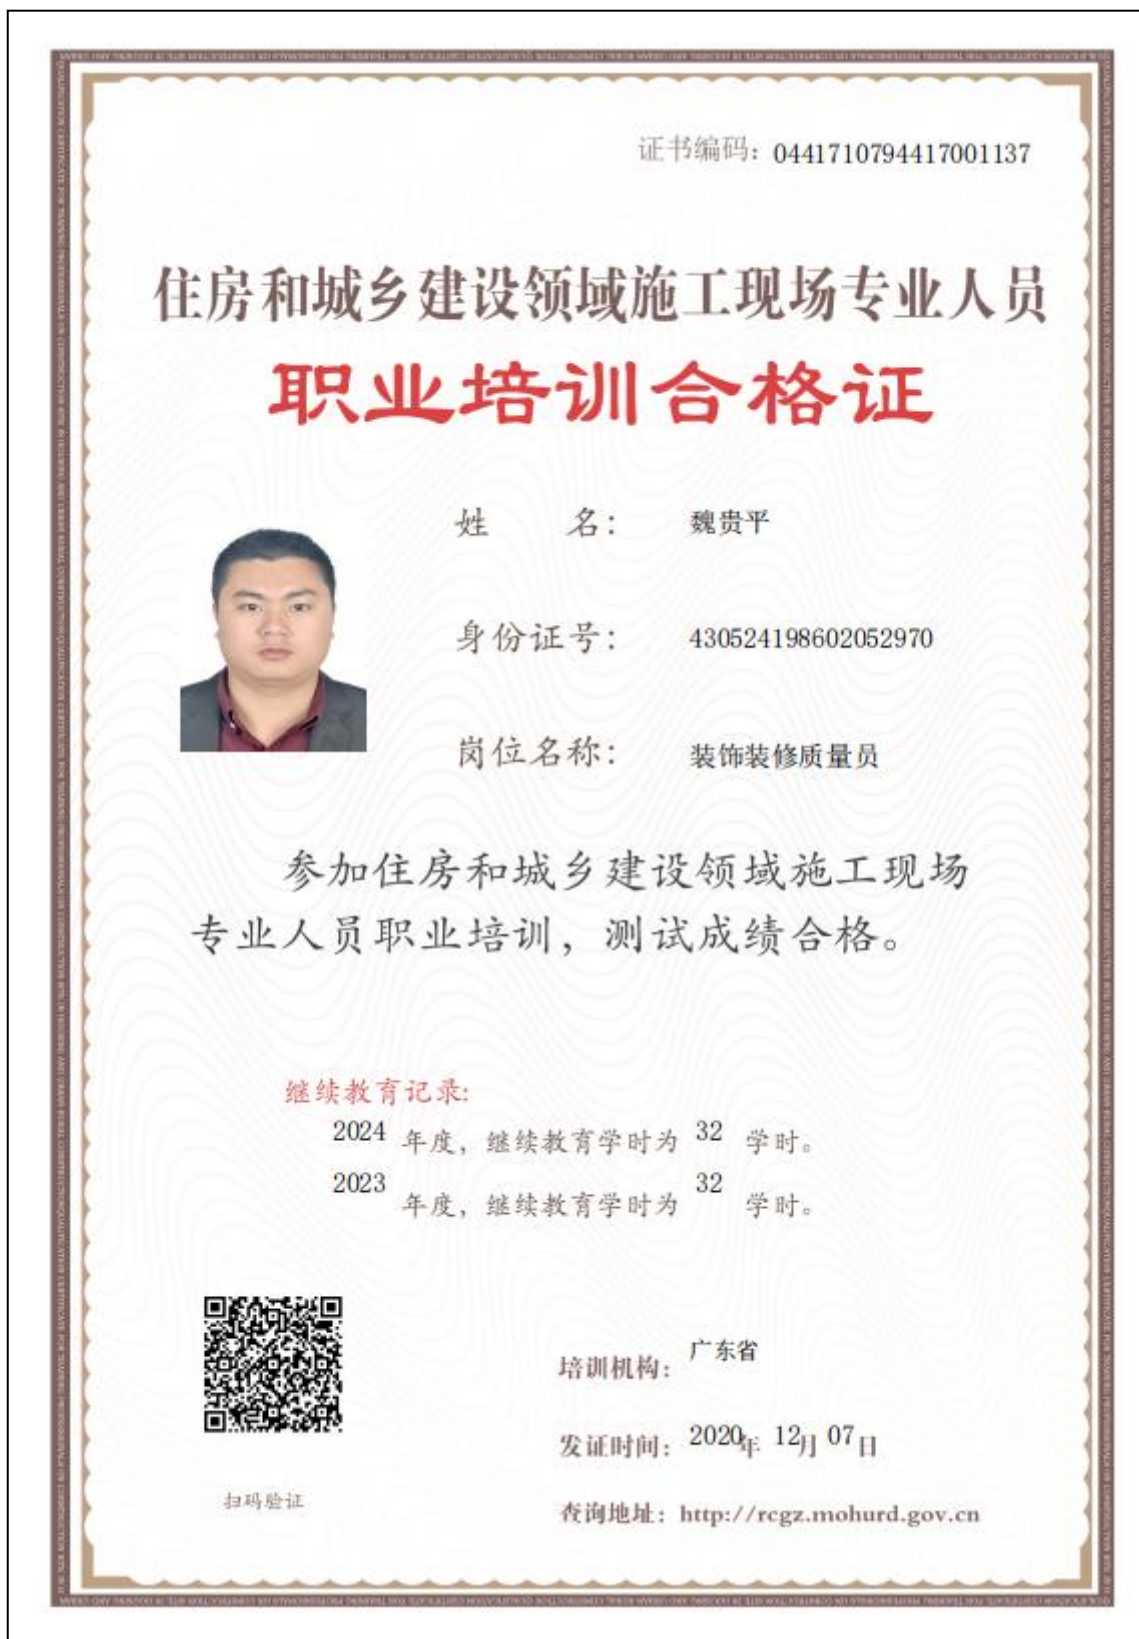 证书编码：0441710794417001137
住房和城乡建设领域施工现场专业人员
职业培训合格证
姓 名： 魏贵平
身份证号： 430524198602052970
岗位名称： 装饰装修质量员
参加住房和城乡建设领域施工现场
专业人员职业培训，测试成绩合格。
继续教育记录:
2024 年度，继续教育学时为 32 学时。
2023 年度，继续教育学时为 32 学时。
培训机构： 广东省
发证时间： 2020年 12月 07日
扫码验证
查询地址：http://rcgz.mohurd.gov.cn